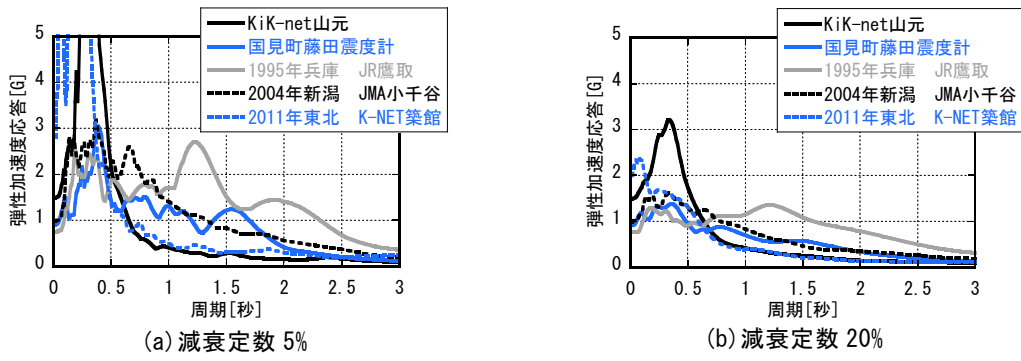 KiK-net山元
国見町藤田震度計
1995年兵庫 JR鷹取
2004年新潟 JMA小千谷
2011年東北 K-NET築館
弾性加速度応答[G]
5
4
3
2
1
0
0 0.5 1 1.5 2 2.5 3
周期[秒]
(a)減衰定数 5%
KiK-net山元
国見町藤田震度計
1995年兵庫 JR鷹取
2004年新潟 JMA小千谷
2011年東北 K-NET築館
弾性加速度応答[G]
5
4
3
2
1
0
0 0.5 1 1.5 2 2.5 3
周期[秒]
(b)減衰定数 20%